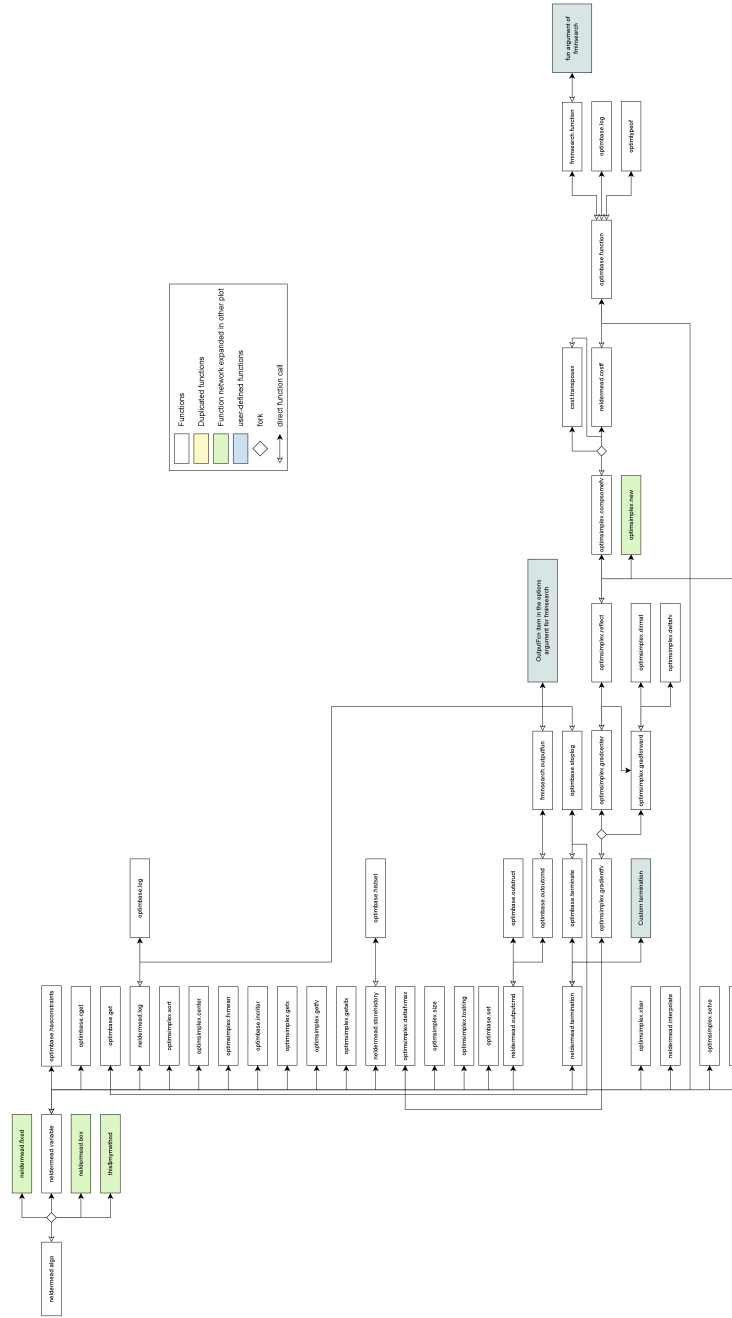 neldermead.algo
neldermead.fixed
neldermead.variable
neldermead.box
this$mymethod
optimbase.hasconstraints
optimbase.cget
optimbase.get
neldermead.log
optimsimplex.sort
optimsimplex.center
optimsimplex.fvmean
optimbase.incriter
optimsimplex.getx
optimsimplex.getfv
optimsimplex.getallx
neldermead.storehistory
optimsimplex.deltafvmax
optimsimplex.size
optimsimplex.tostring
optimbase.set
neldermead.outputcmd
neldermead.termination
optimsimplex.xbar
neldermead.interpolate
optimsimplex.setve
optimbase.log
optimbase.histset
optimbase.outstruct
optimbase.outoutcmd
optimbase.terminate
optimsimplex.gradientfv
Custom termination
fminsearch.outputfun
optimbase.stoplog
optimsimplex.gradcenter
optimsimplex.gradforward
OutputFcn item in the options
argument for fminsearch
optimsimplex.reflect
optimsimplex.dirmat
optimsimplex.deltafv
optimsimplex.compsomefv
optimsimplex.new
cost.transposex
neldermead.costf
optimbase.function
fminsearch.function
optimbase.log
optimtypeof
fun argument of
fminsearch
Functions
Duplicated functions
Function network expanded in other plot
user-defined functions
fork
direct function call